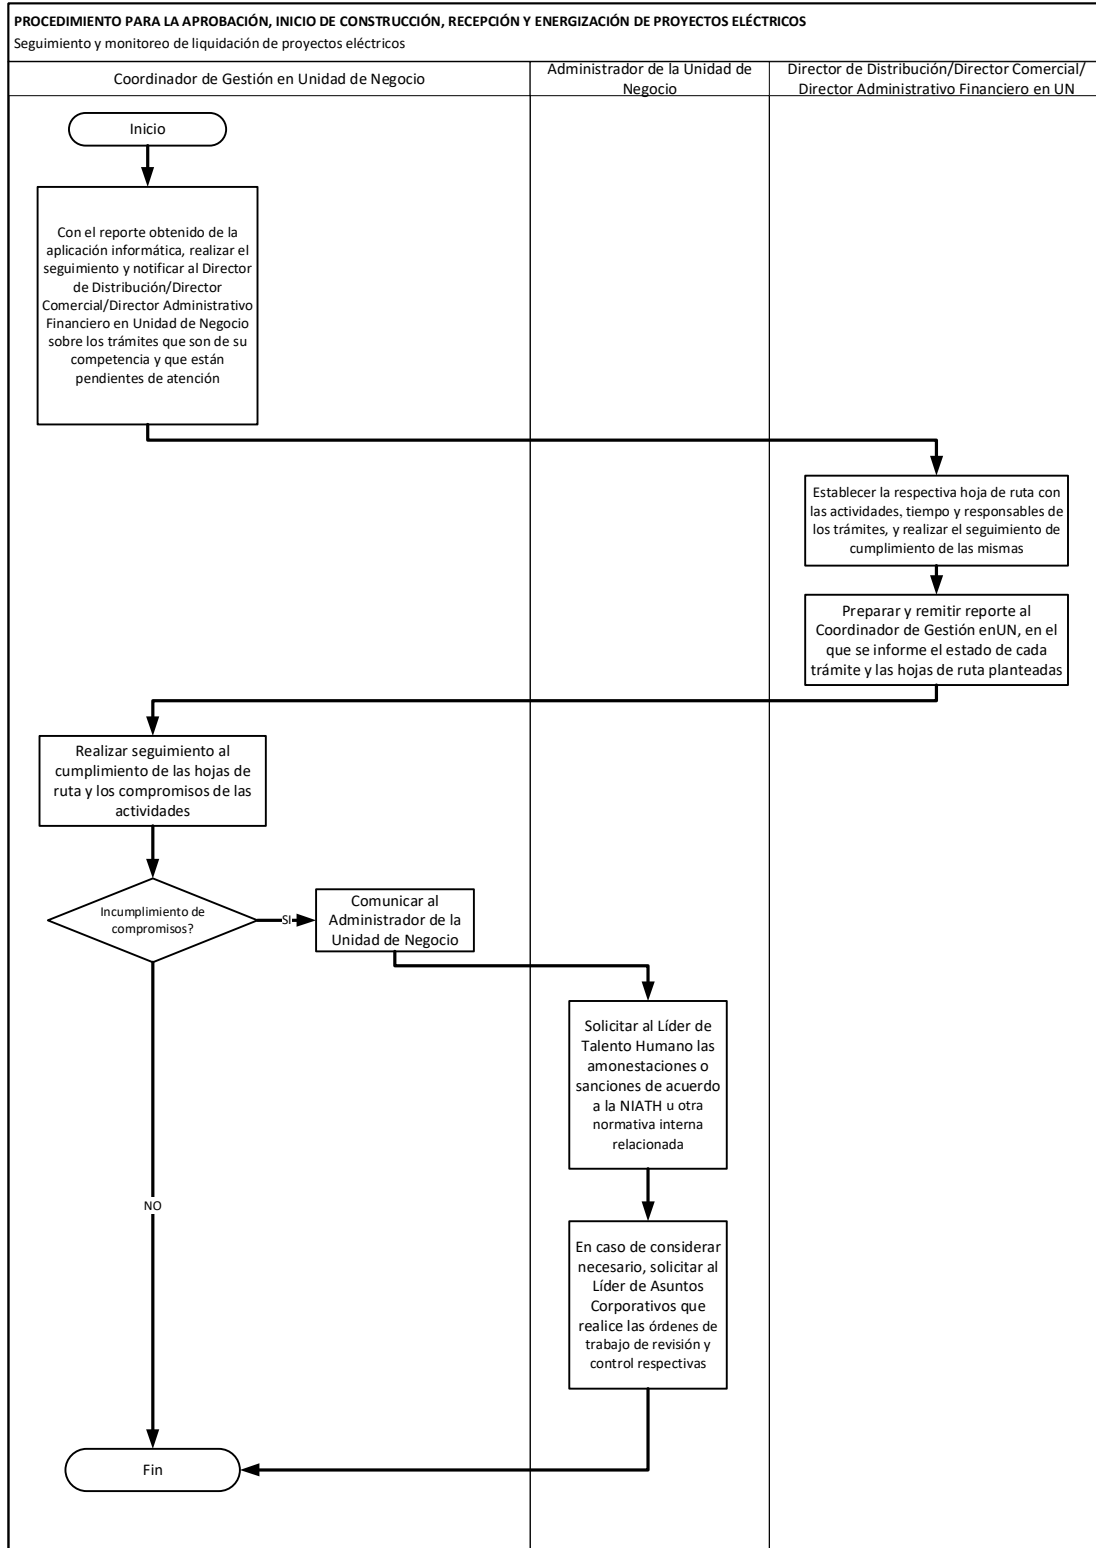 PROCEDIMIENTO PARA LA APROBACIÓN, INICIO DE CONSTRUCCIÓN, RECEPCIÓN Y ENERGIZACIÓN DE PROYECTOS ELÉCTRICOS
Seguimiento y monitoreo de liquidación de proyectos eléctricos
Coordinador de Gestión en Unidad de Negocio
Administrador de la Unidad de
Negocio
Director de Distribución/Director Comercial/
Director Administrativo Financiero en UN
Inicio
Con el reporte obtenido de la
aplicación informática, realizar el
seguimiento y notificar al Director
de Distribución/Director
Comercial/Director Administrativo
Financiero en Unidad de Negocio
sobre los trámites que son de su
competencia y que están
pendientes de atención
Establecer la respectiva hoja de ruta con
las actividades, tiempo y responsables de
los trámites, y realizar el seguimiento de
cumplimiento de las mismas
Preparar y remitir reporte al
Coordinador de Gestión enUN, en el
que se informe el estado de cada
trámite y las hojas de ruta planteadas
Realizar seguimiento al
cumplimiento de las hojas de
ruta y los compromisos de las
actividades
Incumplimiento de
compromisos?
SI
Comunicar al
Administrador de la
Unidad de Negocio
Solicitar al Líder de
Talento Humano las
amonestaciones o
sanciones de acuerdo
a la NIATH u otra
normativa interna
relacionada
NO
En caso de considerar
necesario, solicitar al
Líder de Asuntos
Corporativos que
realice las órdenes de
trabajo de revisión y
control respectivas
Fin